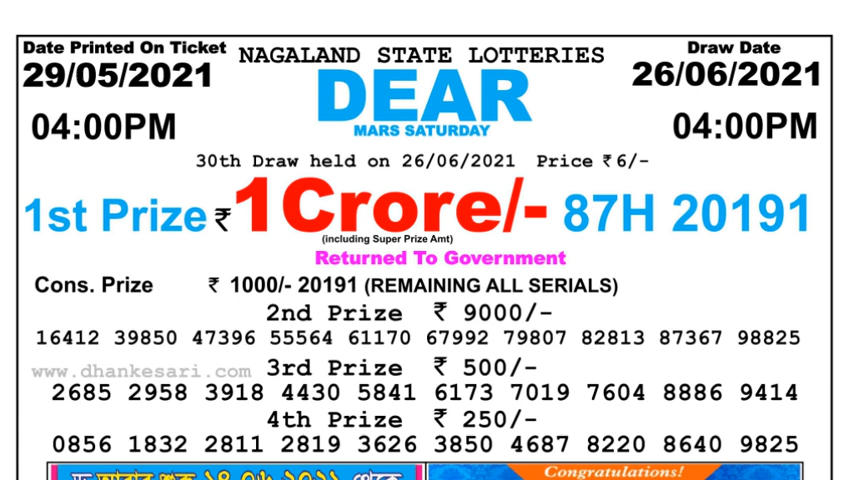 Date Printed On Ticket NAGALAND STATE LOTTERIES Draw Date
29/05/2021 DEAR 26/06/2021
MARS SATURDAY
04:00PM 04:00PM
30th Draw held on 26/06/2021 Price ₹6/-
1st Prize ₹1Crore/- 87H 20191
(including Super Prize Amt)
Returned To Government
Cons. Prize ₹ 1000/- 20191 (REMAINING ALL SERIALS)
2nd Prize ₹ 9000/-
16412 39850 47396 55564 61170 67992 79807 82813 87367 98825
www.dhankesari.com 3rd Prize ₹ 500/-
2685 2958 3918 4430 5841 6173 7019 7604 8886 9414
4th Prize ₹ 250/-
0856 1832 2811 2819 3626 3850 4687 8220 8640 9825
Congratulations!